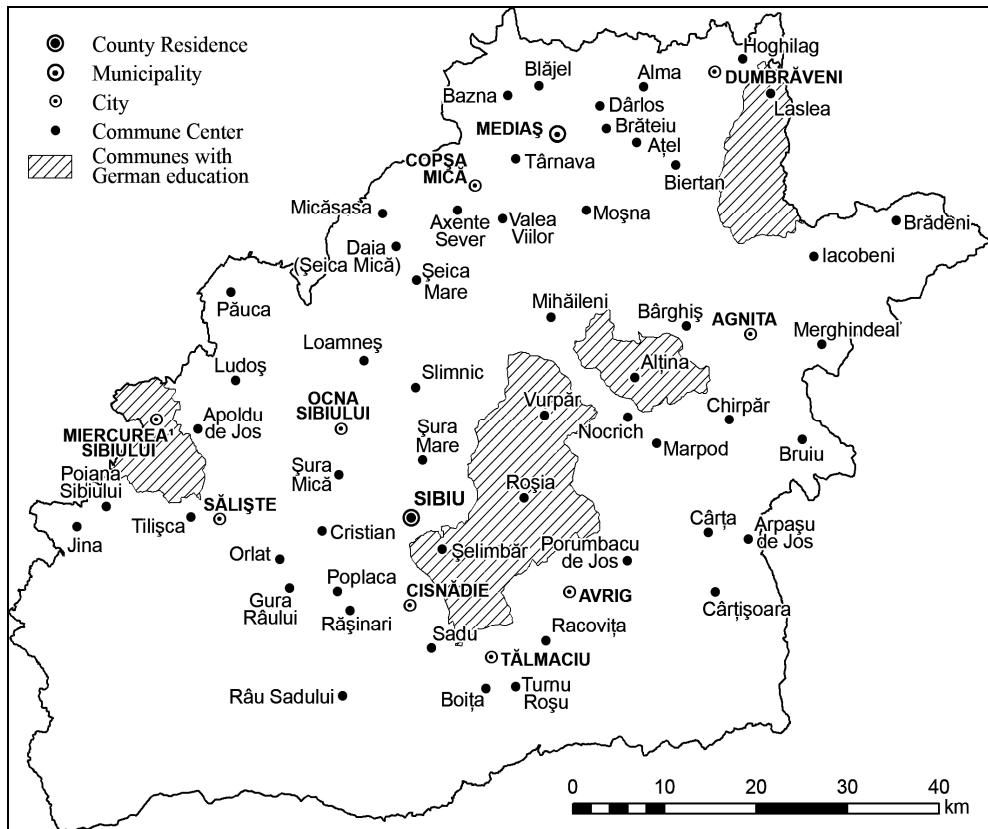 County Residence
Municipality
City
Commune Center
Communes with
German education
Hoghilag
DUMBRĂVENI
Laslea
Blăjel
Alma
Bazna
Dârlos
MEDIAŞ
Brăteiu
Aţel
COPŞA
MICĂ
Târnava
Biertan
Micăsasa
Axente
Sever
Valea
Viilor
Moşna
Brădeni
Daia
(Şeica Mică)
Iacobeni
Şeica
Mare
Păuca
Mihăileni
Bârghiş
AGNITA
Merghindeal
Loamneş
Alţina
Ludoş
Slimnic
OCNA
SIBIULUI
Vurpăr
Chirpăr
Apoldu
de Jos
Nocrich
MIERCUREA
SIBIULUI
Şura
Mare
Marpod
Bruiu
Poiana
Sibiului
Şura
Mică
Roşia
SĂLIŞTE
SIBIU
Tilişca
Jina
Cristian
Cârţa
Arpaşu
de Jos
Orlat
Şelimbăr
Porumbacu
de Jos
Poplaca
CISNĂDIE
AVRIG
Gura
Râului
Cârţişoara
Răşinari
Racoviţa
Sadu
TĂLMACIU
Râu Sadului
Boiţa
Turnu
Roşu
0 10 20 30 40
km